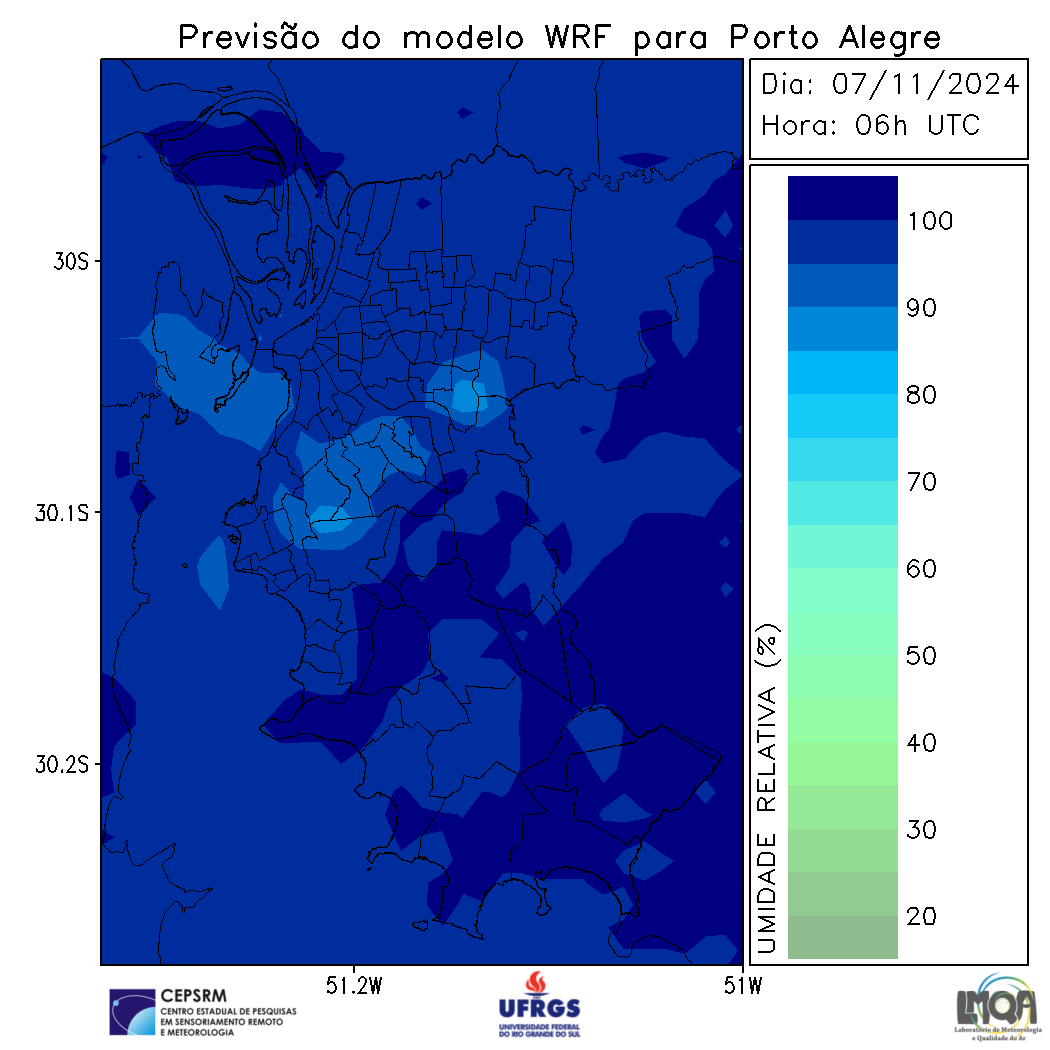 Previsão do modelo WRF para Porto Alegre
Dia: 07/11/2024
Hora: 06h UTC
100
90
80
70
60
50
40
30
20
UMIDADE RELATIVA (%)
30S
30.1S
30.2S
51.2W
51W
CEPSRM
CENTRO ESTADUAL DE PESQUISAS
EM SENSORIAMENTO REMOTO
E METEOROLOGIA
UFRGS
UNIVERSIDADE FEDERAL
DO RIO GRANDE DO SUL
LMQA
Laboratório de Meteorologia
e Qualidade do Ar